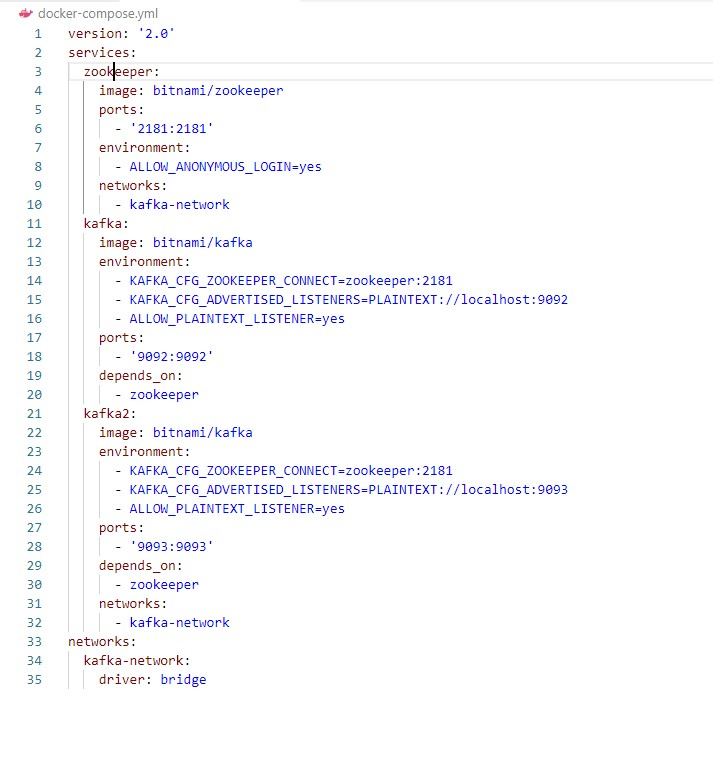 docker-compose.yml
1 version: '2.0'
2 services:
3   zookeeper:
4     image: bitnami/zookeeper
5     ports:
6       - '2181:2181'
7     environment:
8       - ALLOW_ANONYMOUS_LOGIN=yes
9     networks:
10       - kafka-network
11   kafka:
12     image: bitnami/kafka
13     environment:
14       - KAFKA_CFG_ZOOKEEPER_CONNECT=zookeeper:2181
15       - KAFKA_CFG_ADVERTISED_LISTENERS=PLAINTEXT://localhost:9092
16       - ALLOW_PLAINTEXT_LISTENER=yes
17     ports:
18       - '9092:9092'
19     depends_on:
20       - zookeeper
21   kafka2:
22     image: bitnami/kafka
23     environment:
24       - KAFKA_CFG_ZOOKEEPER_CONNECT=zookeeper:2181
25       - KAFKA_CFG_ADVERTISED_LISTENERS=PLAINTEXT://localhost:9093
26       - ALLOW_PLAINTEXT_LISTENER=yes
27     ports:
28       - '9093:9093'
29     depends_on:
30       - zookeeper
31     networks:
32       - kafka-network
33 networks:
34   kafka-network:
35     driver: bridge